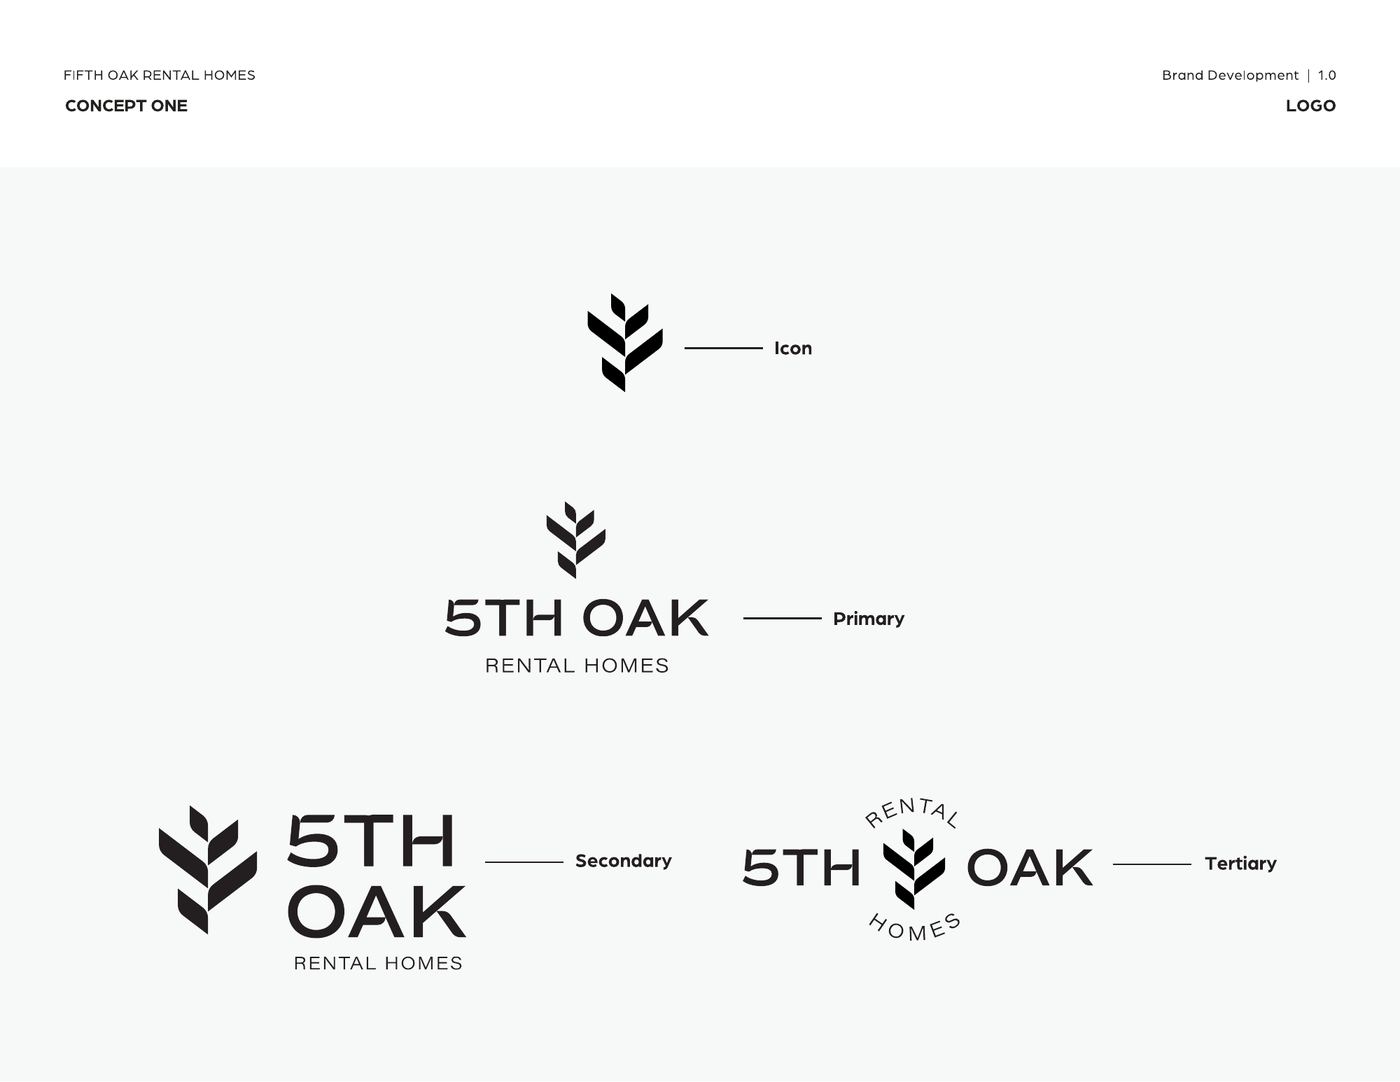 FIFTH OAK RENTAL HOMES
CONCEPT ONE
Brand Development | 1.0
LOGO
Icon
5TH OAK
RENTAL HOMES
Primary
5TH
OAK
RENTAL HOMES
Secondary
RENTAL
5TH OAK
HOMES
Tertiary